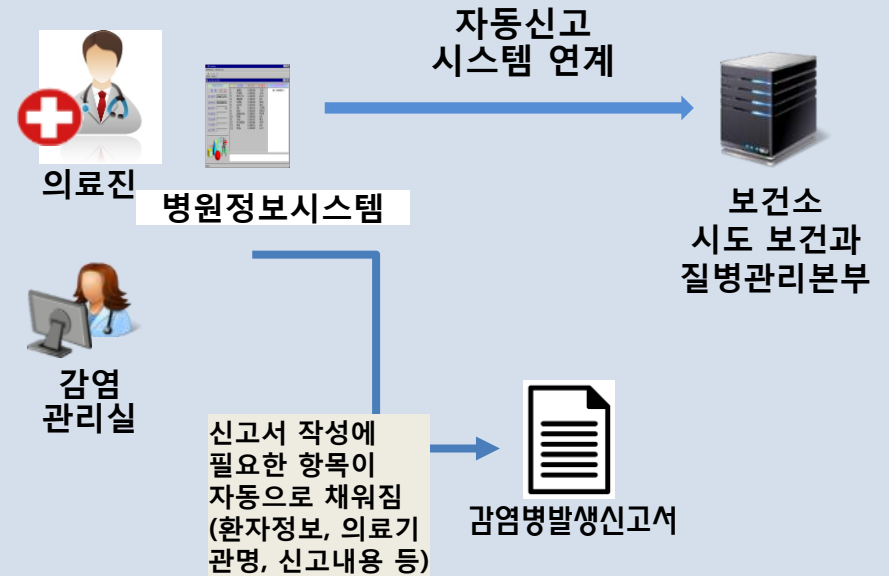 자동신고
시스템 연계
의료진
병원정보시스템
보건소
시도 보건과
질병관리본부
감염
관리실
신고서 작성에
필요한 항목이
자동으로 채워짐
(환자정보, 의료기
관명, 신고내용 등)
감염병발생신고서